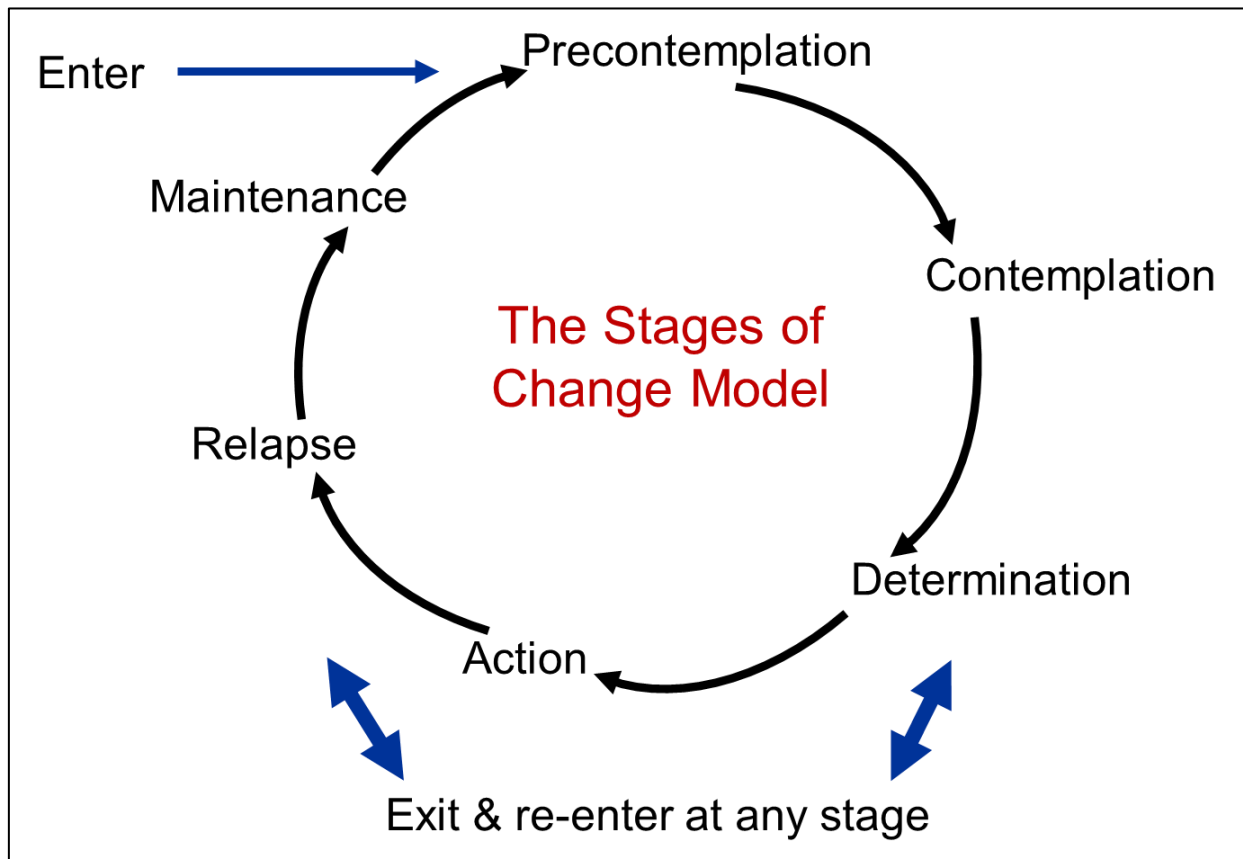 Enter
Precontemplation
Maintenance
Contemplation
The Stages of
Change Model
Relapse
Determination
Action
Exit & re-enter at any stage